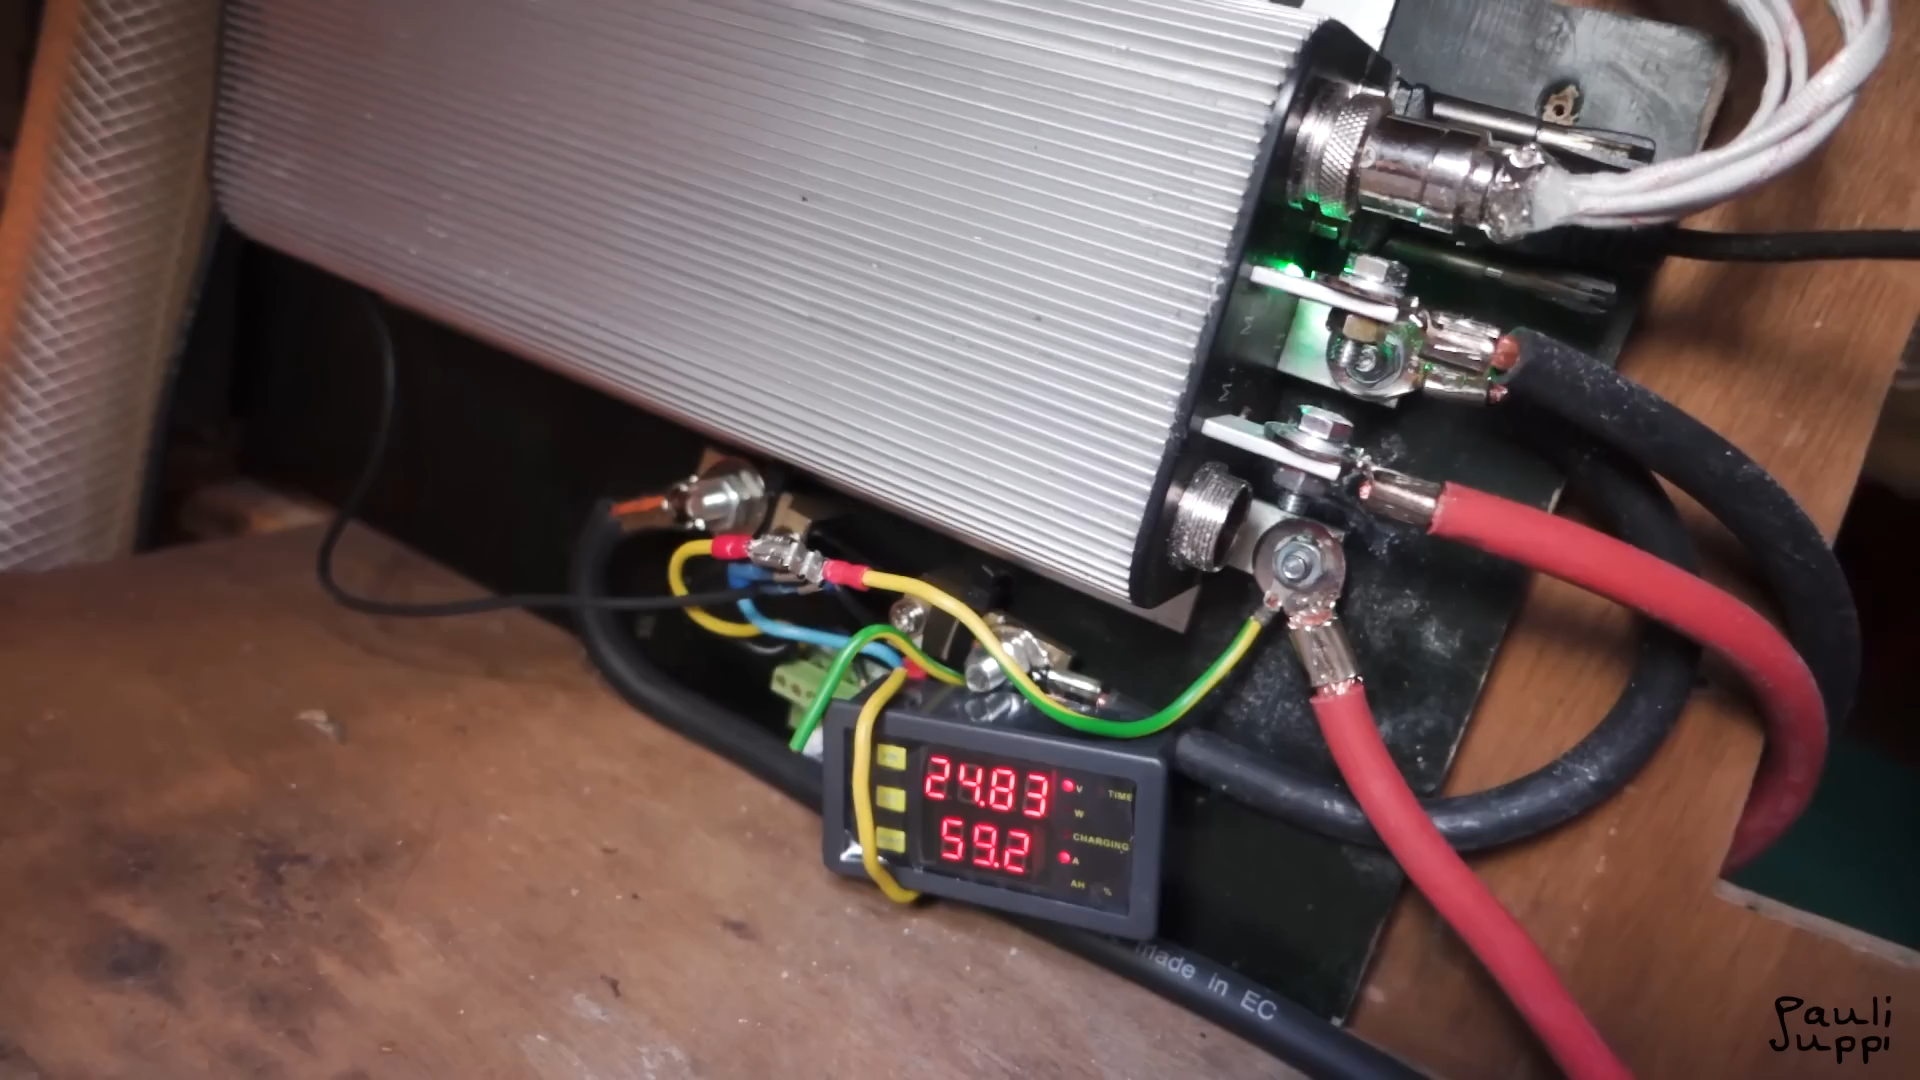 M-
M-
24.83
V
TIME
W
59.2
CHARGING
A
AH
%
made in EC
Pauli
Juppi